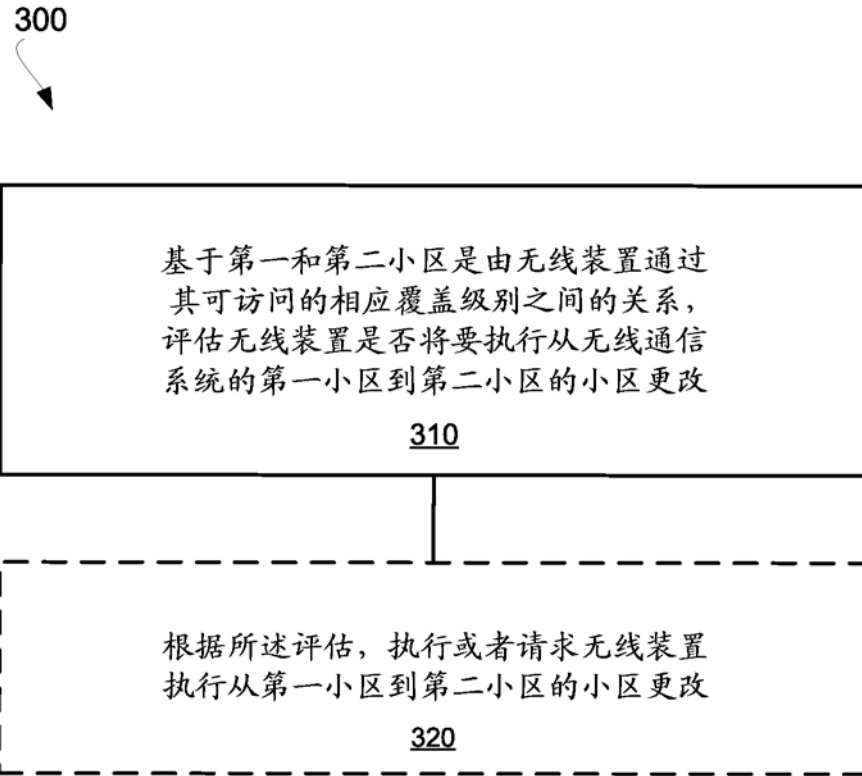 300
基于第一和第二小区是由无线装置通过
其可访问的相应覆盖级别之间的关系，
评估无线装置是否将要执行从无线通信
系统的第一小区到第二小区的小区更改
310
根据所述评估，执行或者请求无线装置
执行从第一小区到第二小区的小区更改
320